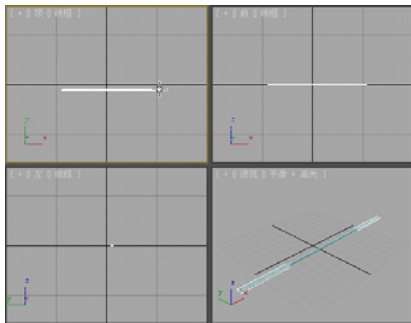 [ + ][ 顶 ][ 线框 ]
[ + ][ 前 ][ 线框 ]
[ + ][ 左 ][ 线框 ]
[ + ][ 透视 ][ 平滑 + 高光 ]